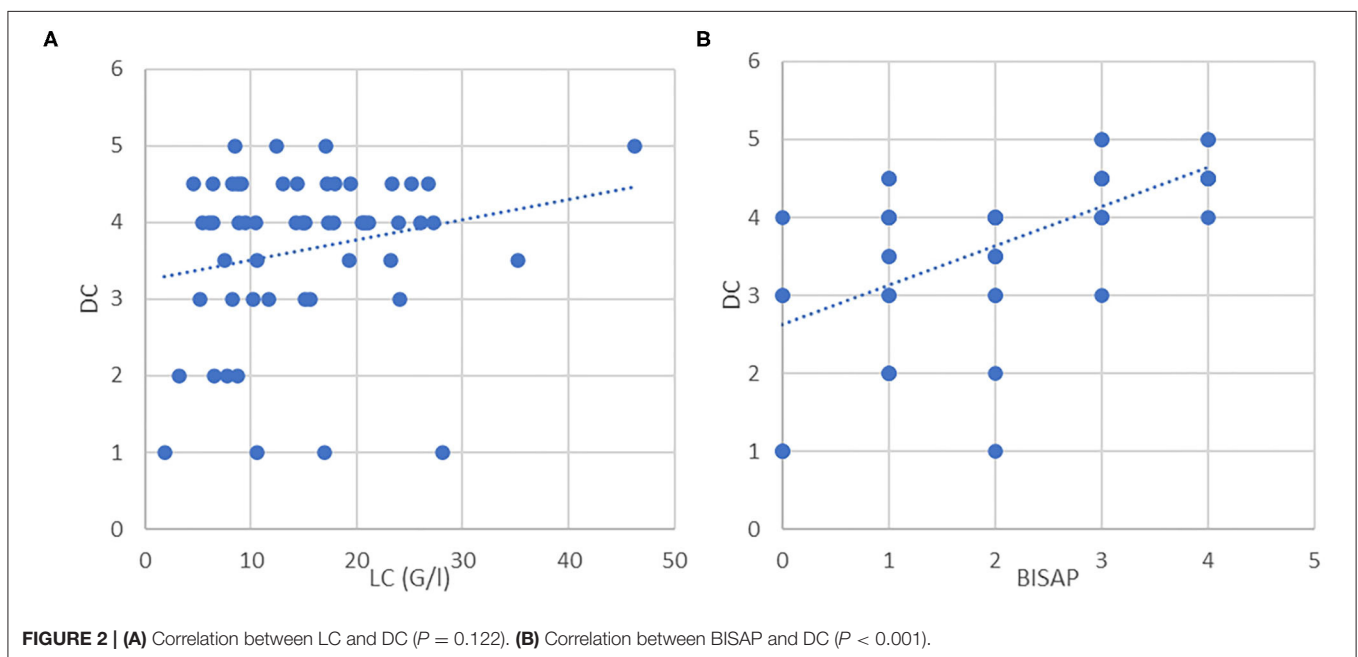 A
6
5
4
3
2
1
0
DC
0 10 20 30 40 50
LC (G/l)
B
6
5
4
3
2
1
0
DC
0 1 2 3 4 5
BISAP
FIGURE 2 | (A) Correlation between LC and DC (P = 0.122). (B) Correlation between BISAP and DC (P < 0.001).